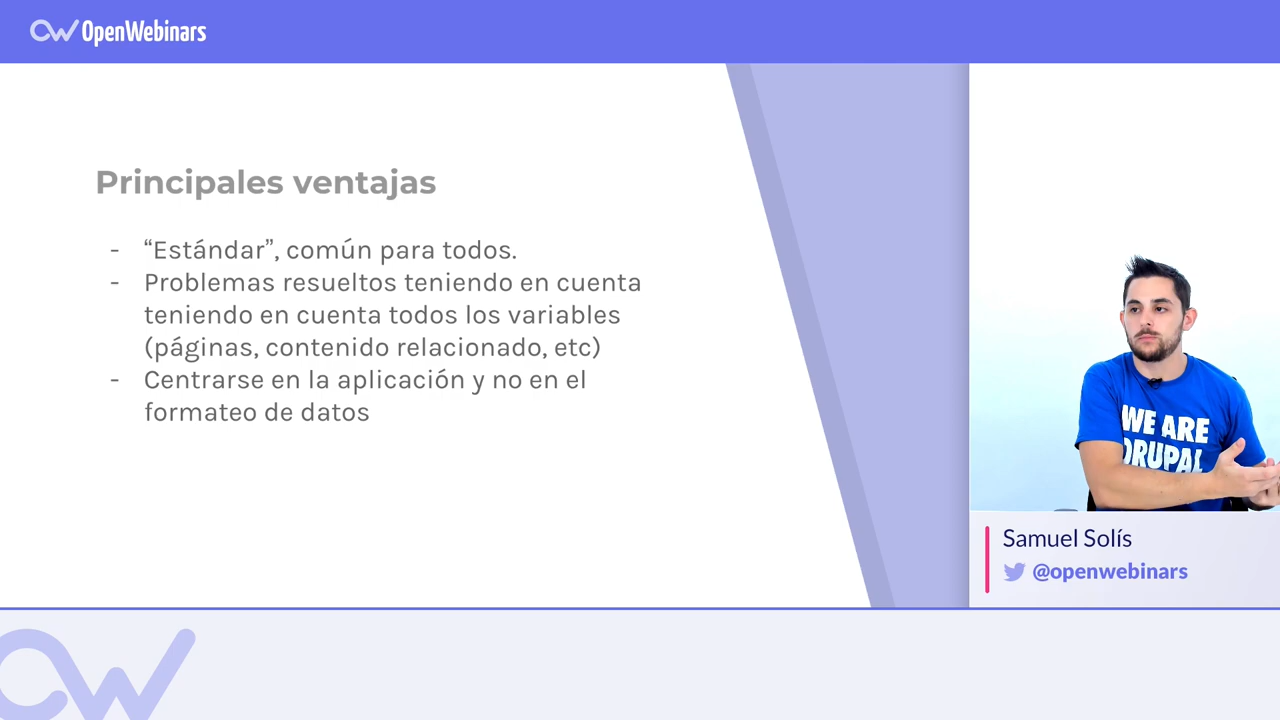 OpenWebinars
Principales ventajas
- “Estándar”, común para todos.
- Problemas resueltos teniendo en cuenta
teniendo en cuenta todos los variables
(páginas, contenido relacionado, etc)
- Centrarse en la aplicación y no en el
formateo de datos
WE ARE
DRUPAL
Samuel Solís
@openwebinars